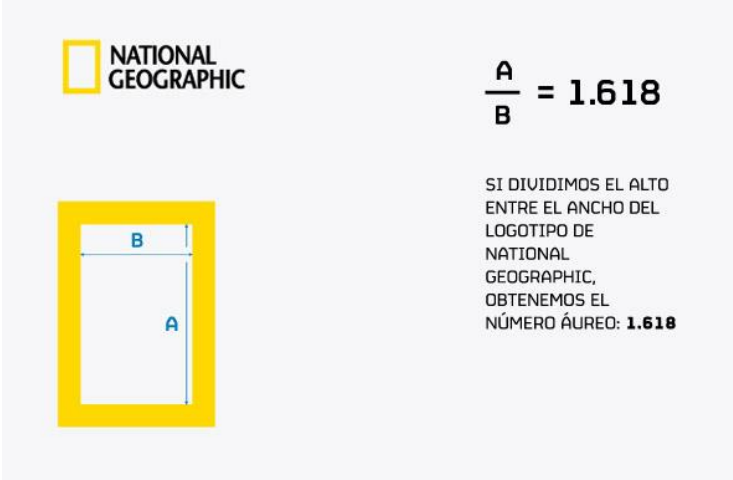 NATIONAL
GEOGRAPHIC
A
B
= 1.618
SI DIVIDIMOS EL ALTO
ENTRE EL ANCHO DEL
LOGOTIPO DE
NATIONAL
GEOGRAPHIC,
OBTENEMOS EL
NÚMERO ÁUREO: 1.618
B
A